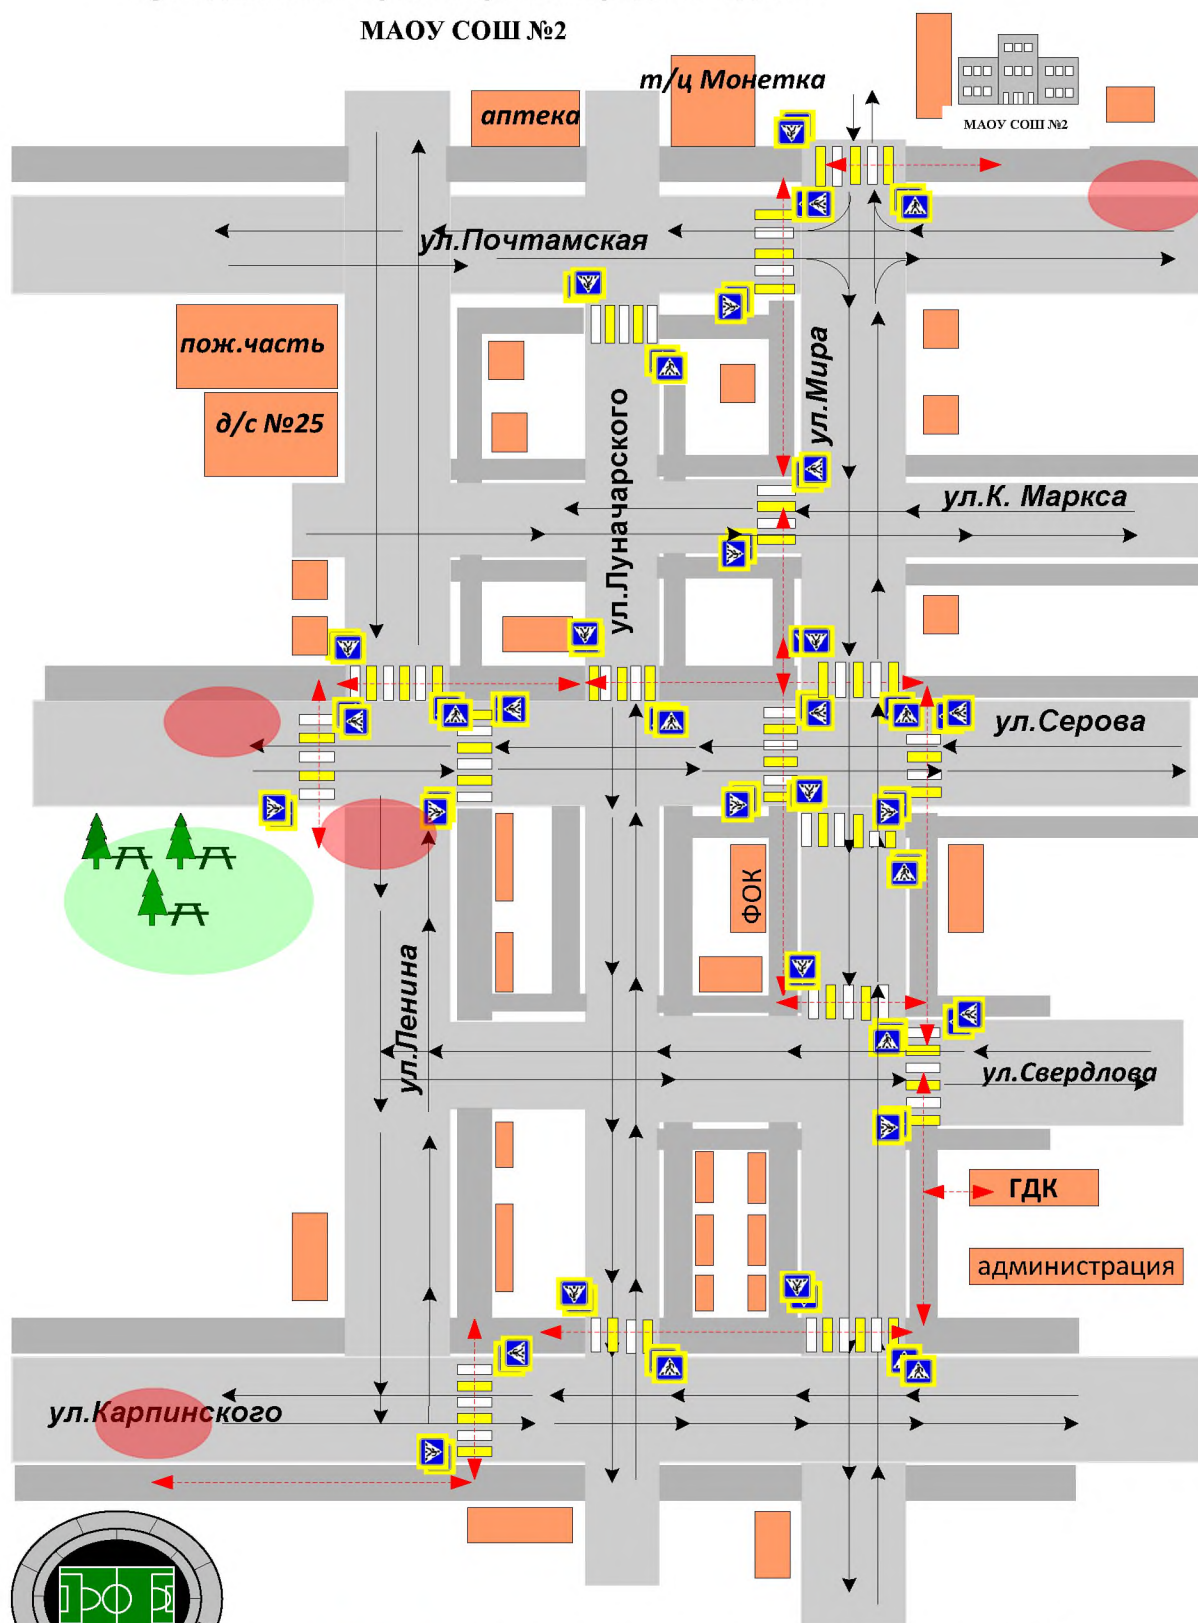 МАОУ СОШ №2
т/ц Монетка
аптека
МАОУ СОШ №2
ул.Почтамская
пож.часть
д/с №25
ул.Мира
ул.Луначарского
ул.К. Маркса
ул.Серова
ФОК
ул.Ленина
ул.Свердлова
ГДК
администрация
ул.Карпинского